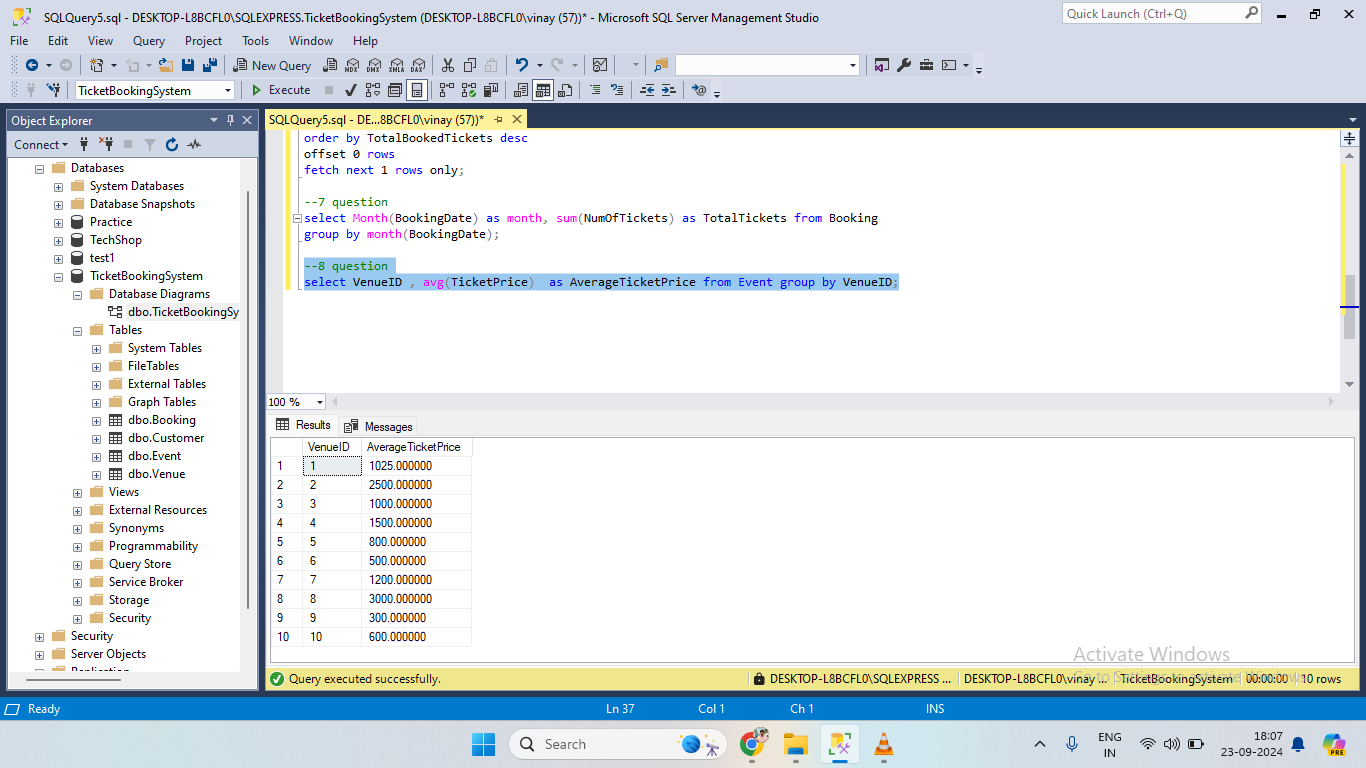 SQLQuery5.sql - DESKTOP-L8BCFL0\SQLEXPRESS.TicketBookingSystem (DESKTOP-L8BCFL0\vinay (57))* - Microsoft SQL Server Management Studio
Quick Launch (Ctrl+Q)
File Edit View Query Project Tools Window Help
New Query
MDX DMX XMLA DAX
TicketBookingSystem
Execute
Object Explorer
Connect
Databases
System Databases
Database Snapshots
Practice
TechShop
test1
TicketBookingSystem
Database Diagrams
dbo.TicketBookingSy
Tables
System Tables
FileTables
External Tables
Graph Tables
dbo.Booking
dbo.Customer
dbo.Event
dbo.Venue
Views
External Resources
Synonyms
Programmability
Query Store
Service Broker
Storage
Security
Security
Server Objects
Replication
SQLQuery5.sql - DE...8BCFL0\vinay (57))*
order by TotalBookedTickets desc
offset 0 rows
fetch next 1 rows only;
--7 question
select Month(BookingDate) as month, sum(NumOfTickets) as TotalTickets from Booking
group by month(BookingDate);
--8 question
select VenueID , avg(TicketPrice)  as AverageTicketPrice from Event group by VenueID;
100 %
Results Messages
VenueID AverageTicketPrice
1 1 1025.000000
2 2 2500.000000
3 3 1000.000000
4 4 1500.000000
5 5 800.000000
6 6 500.000000
7 7 1200.000000
8 8 3000.000000
9 9 300.000000
10 10 600.000000
Activate Windows
Query executed successfully.
DESKTOP-L8BCFL0\SQLEXPRESS ... DESKTOP-L8BCFL0\vinay ... TicketBookingSystem 00:00:00 10 rows
Ready Ln 37 Col 1 Ch 1 INS
Search
ENG
IN
18:07
23-09-2024
PRE